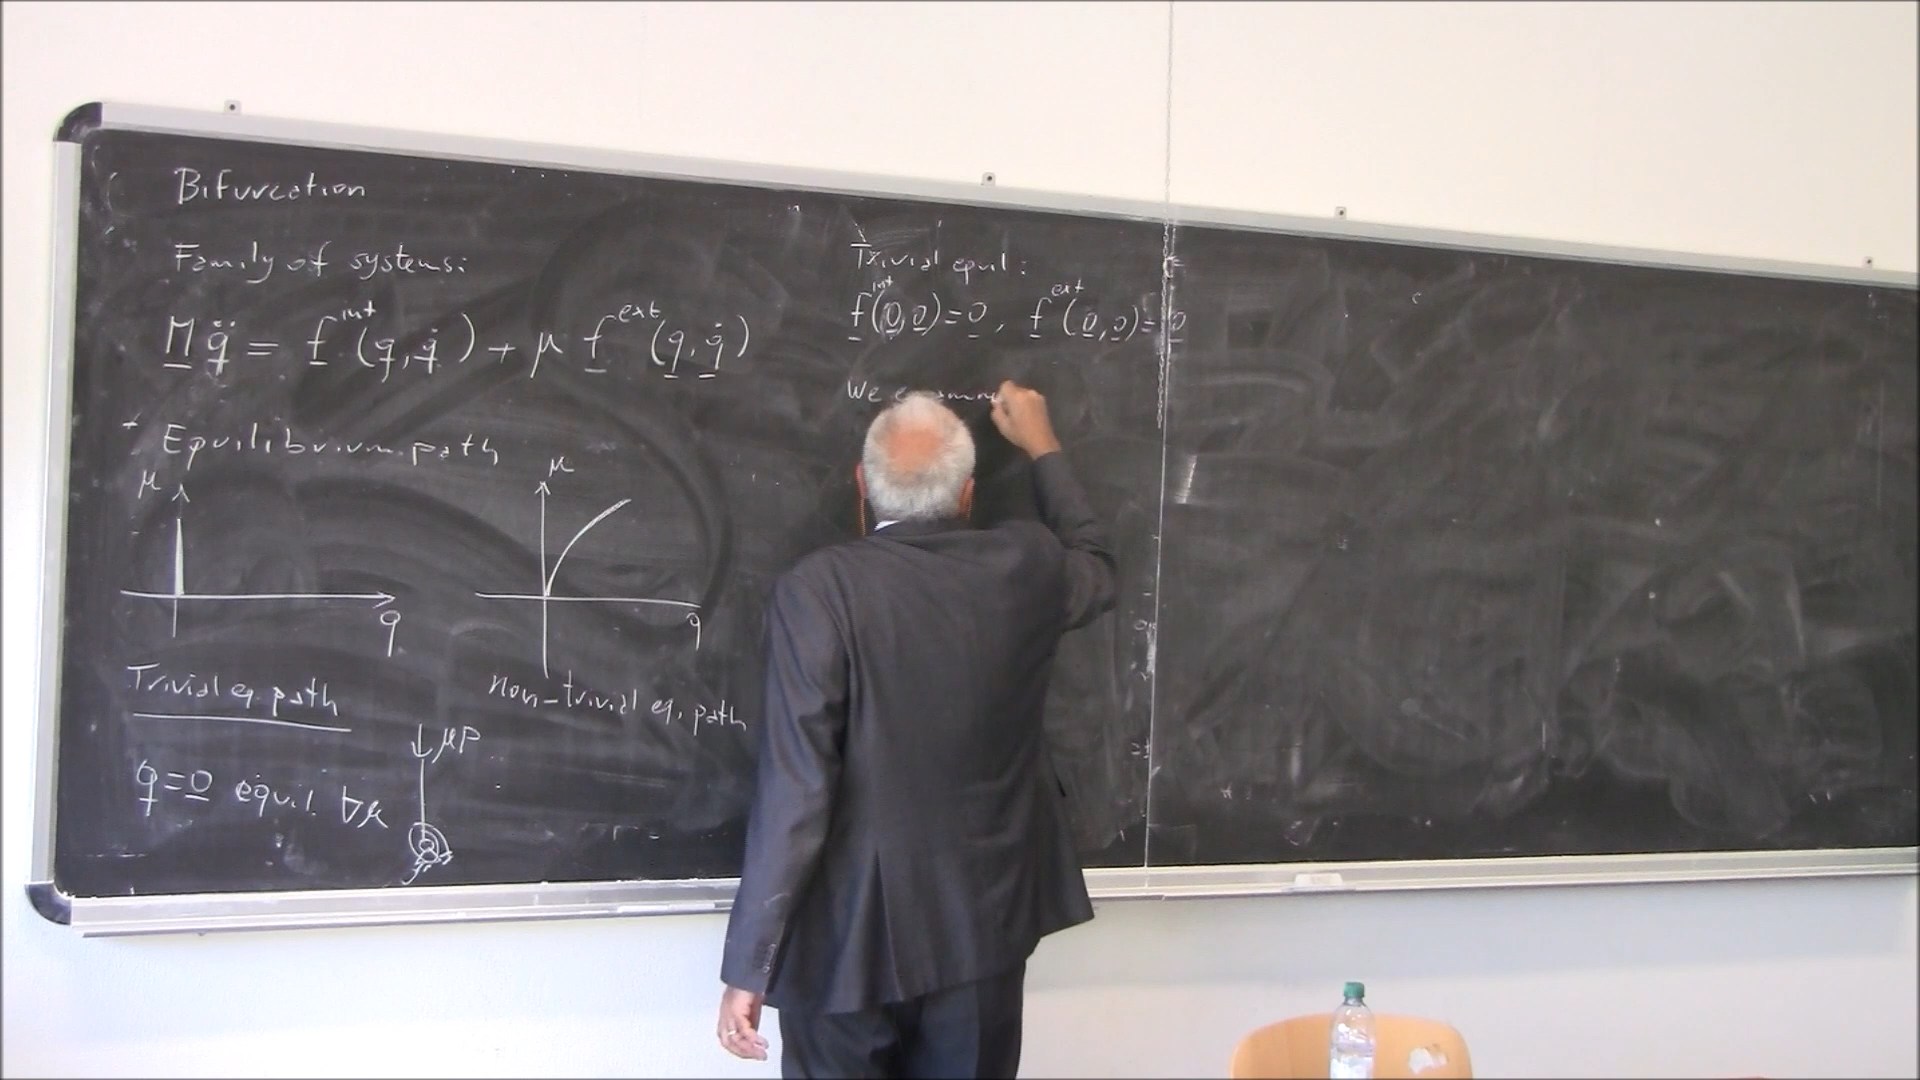 Bifurcation
Family of systems:
M q̈ = f^int (q, q̇) + μ f^ext (q, q̇)
+ Equilibrium path
μ
q
μ
q
Trivial eq. path
non-trivial eq. path
q = 0 equil. ∀μ
↓ μP
Trivial equil:
f^int (0,0) = 0, f^ext (0,0) = 0
We